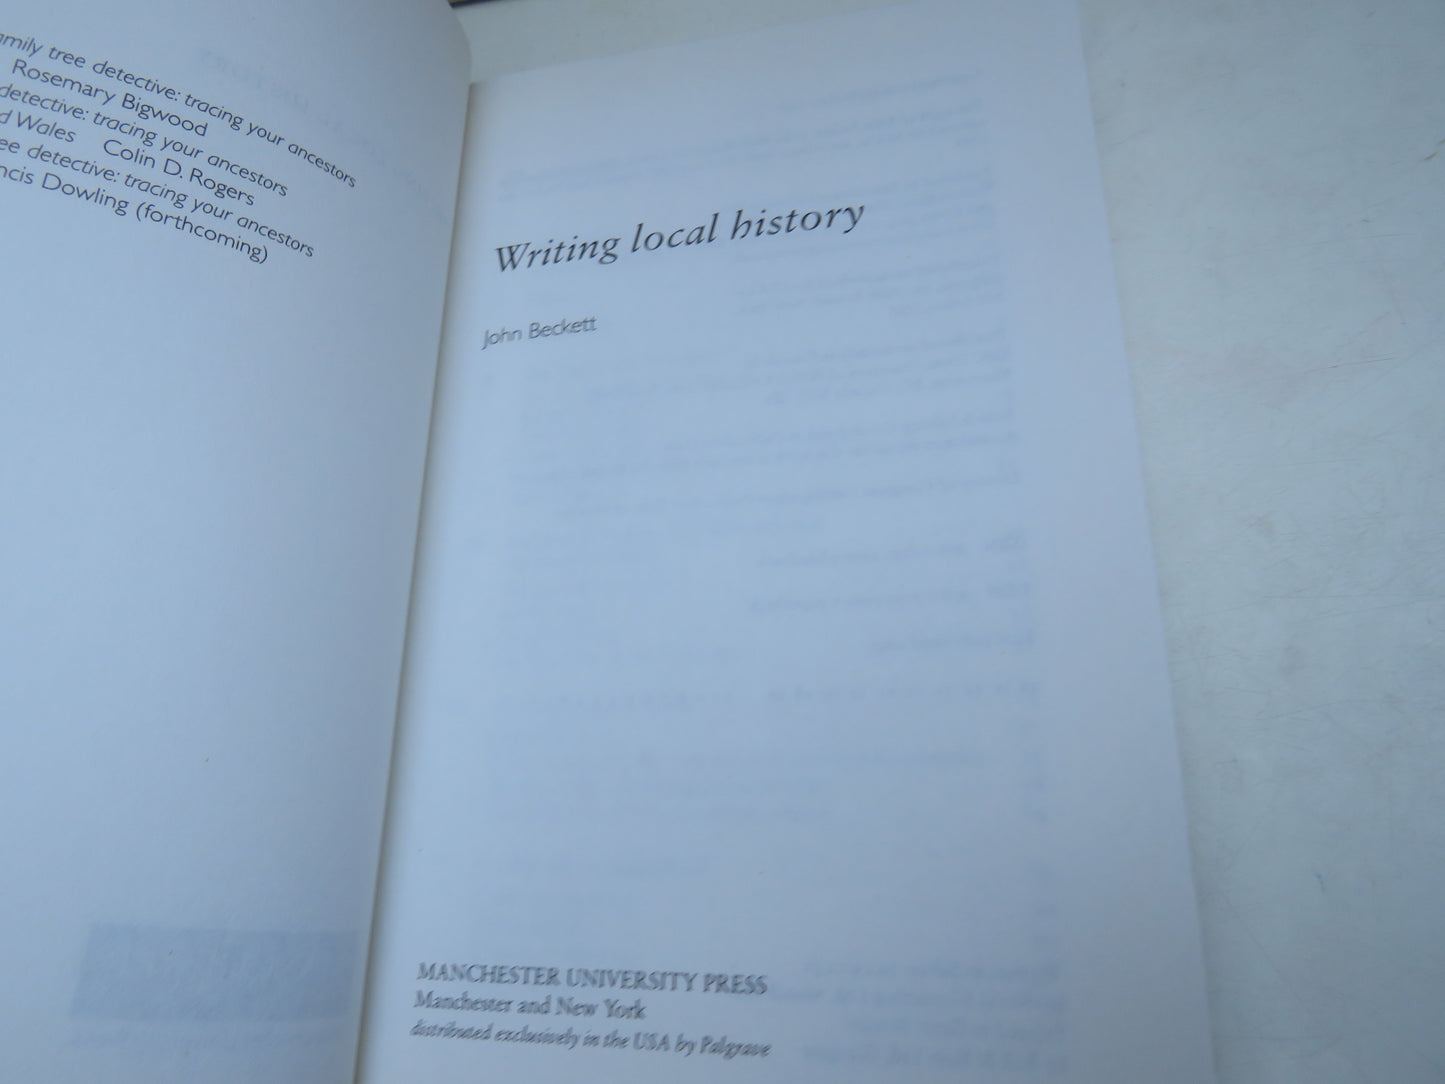 family tree detective: tracing your ancestors
Rosemary Bigwood
detective: tracing your ancestors
d Wales Colin D. Rogers
ee detective: tracing your ancestors
ncis Dowling (forthcoming)
Writing local history
John Beckett
MANCHESTER UNIVERSITY PRESS
Manchester and New York
distributed exclusively in the USA by Palgrave